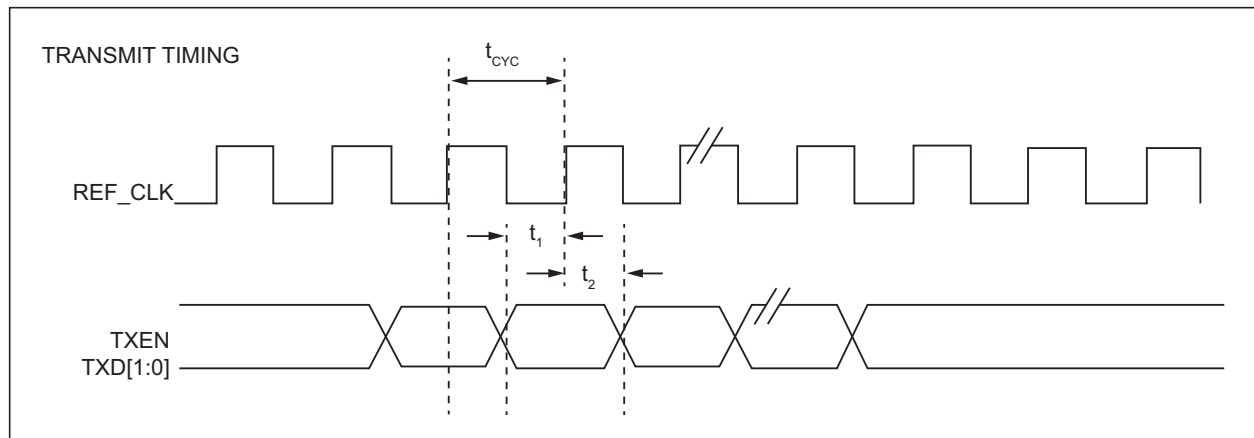 TRANSMIT TIMING
tCYC
REF_CLK
t1
t2
TXEN
TXD[1:0]